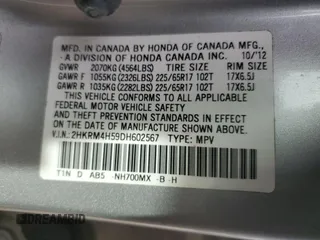 MFD. IN CANADA BY HONDA OF CANADA MFG.,
A DIVISION OF HONDA CANADA INC. 10/'12
GVWR 2070KG (4564LBS) TIRE SIZE RIM SIZE
GAWR F 1055KG (2326LBS) 225/65R17 102T 17X6.5J
GAWR R 1035KG (2282LBS) 225/65R17 102T 17X6.5J
THIS VEHICLE CONFORMS TO ALL APPLICABLE
FEDERAL MOTOR VEHICLE SAFETY AND
THEFT PREVENTION STANDARDS IN EFFECT ON
THE DATE OF MANUFACTURE SHOWN ABOVE.
V.I.N.: 2HKRM4H59DH602567 TYPE: MPV
T1N D AB5 -NH700MX -B -H
DREAMBID